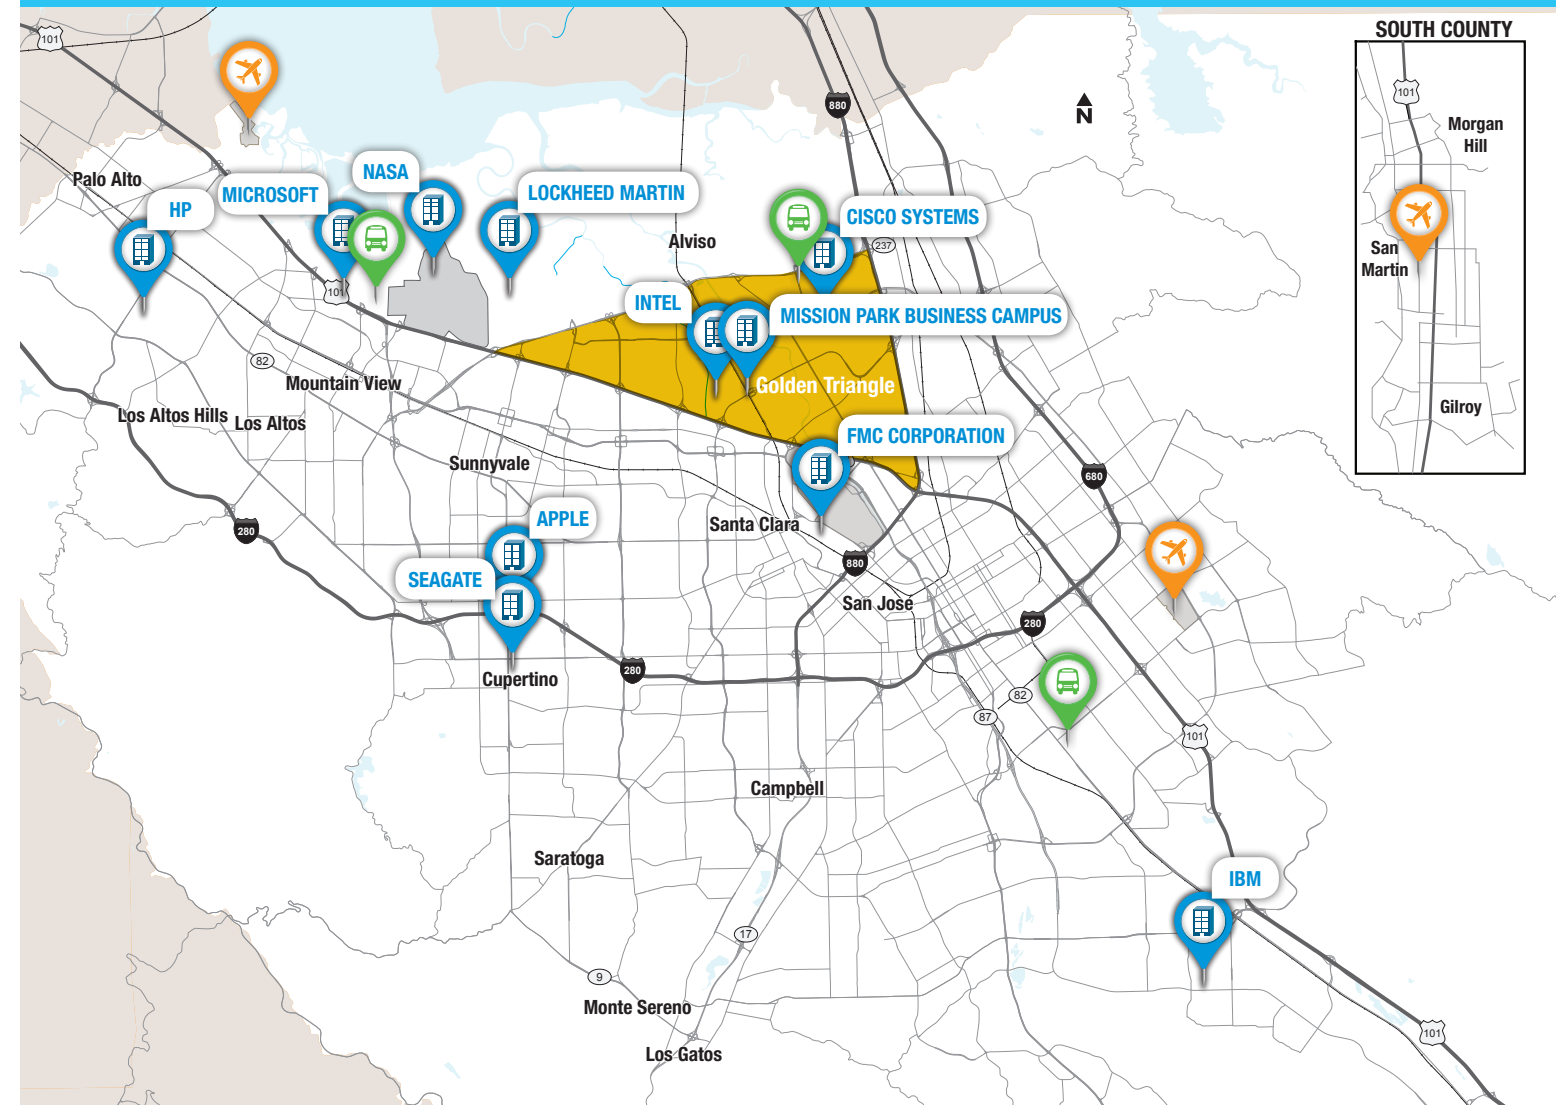 SOUTH COUNTY
101
880
101
Morgan
Hill
NASA
Palo Alto
MICROSOFT
LOCKHEED MARTIN
HP
CISCO SYSTEMS
Alviso
237
San
Martin
101
INTEL
MISSION PARK BUSINESS CAMPUS
82
Mountain View
Golden Triangle
Gilroy
Los Altos Hills
Los Altos
FMC CORPORATION
Sunnyvale
680
APPLE
Santa Clara
280
880
SEAGATE
San José
280
280
Cupertino
82
87
101
Campbell
Saratoga
IBM
17
9
Monte Sereno
101
Los Gatos
N